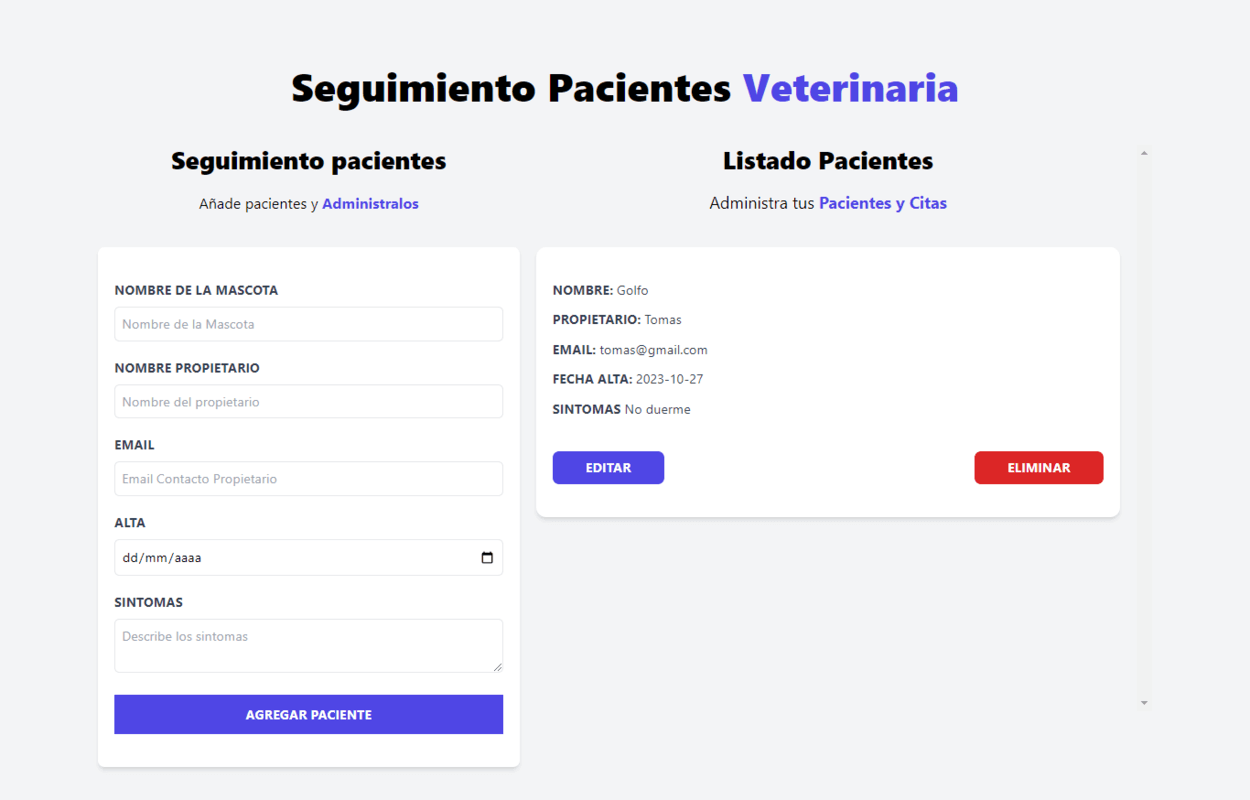 Seguimiento Pacientes Veterinaria
Seguimiento pacientes
Añade pacientes y Administralos
NOMBRE DE LA MASCOTA
Nombre de la Mascota
NOMBRE PROPIETARIO
Nombre del propietario
EMAIL
Email Contacto Propietario
ALTA
dd/mm/aaaa
SINTOMAS
Describe los sintomas
AGREGAR PACIENTE
Listado Pacientes
Administra tus Pacientes y Citas
NOMBRE: Golfo
PROPIETARIO: Tomas
EMAIL: tomas@gmail.com
FECHA ALTA: 2023-10-27
SINTOMAS No duerme
EDITAR
ELIMINAR